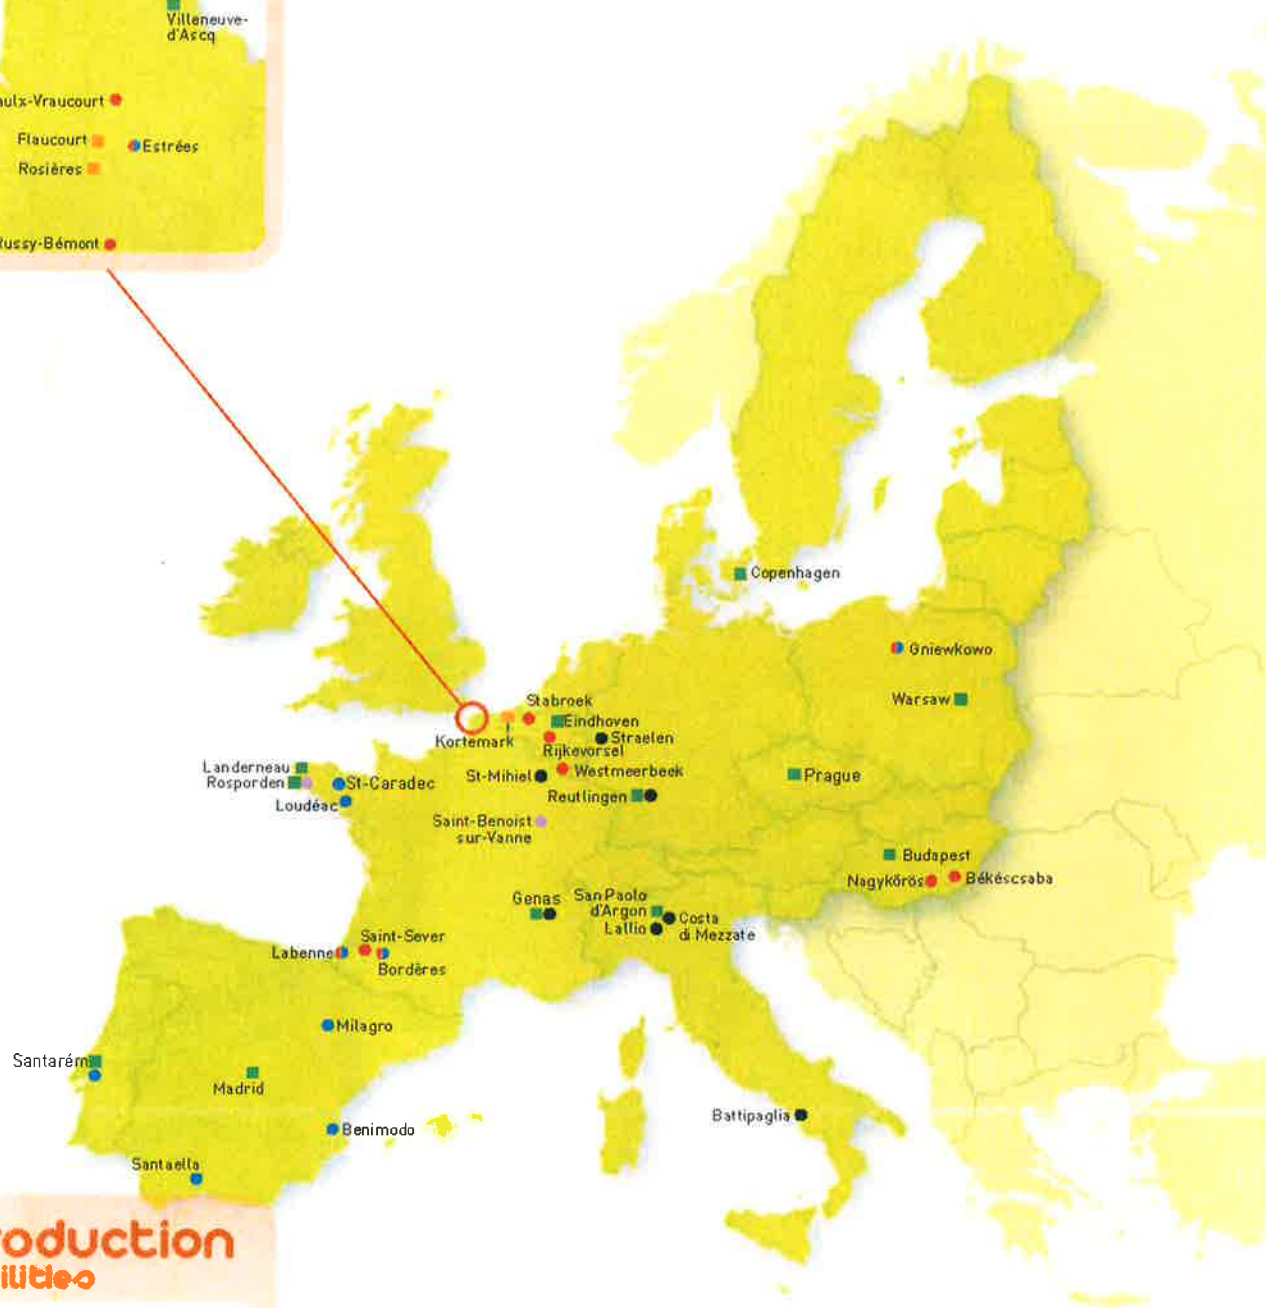 Villeneuve-
d'Ascq
aulx-Vraucourt
Flaucourt
Estrées
Rosières
Russy-Bémont
Copenhagen
Gniewkowo
Warsaw
Stabroek
Eindhoven
Kortemark
Straelen
Rijkevorsel
Landerneau
St-Mihiel
Westmeerbeek
Prague
Rosporden
St-Caradec
Reutlingen
Loudéac
Saint-Benoist
sur-Vanne
Budapest
Nagykőrös
Békéscsaba
Genas
San Paolo
d'Argon
Costa
di Mezzate
Lallio
Saint-Sever
Labenne
Bordères
Milagro
Santarém
Madrid
Battipaglia
Benimodo
Santaella
oduction
ilities